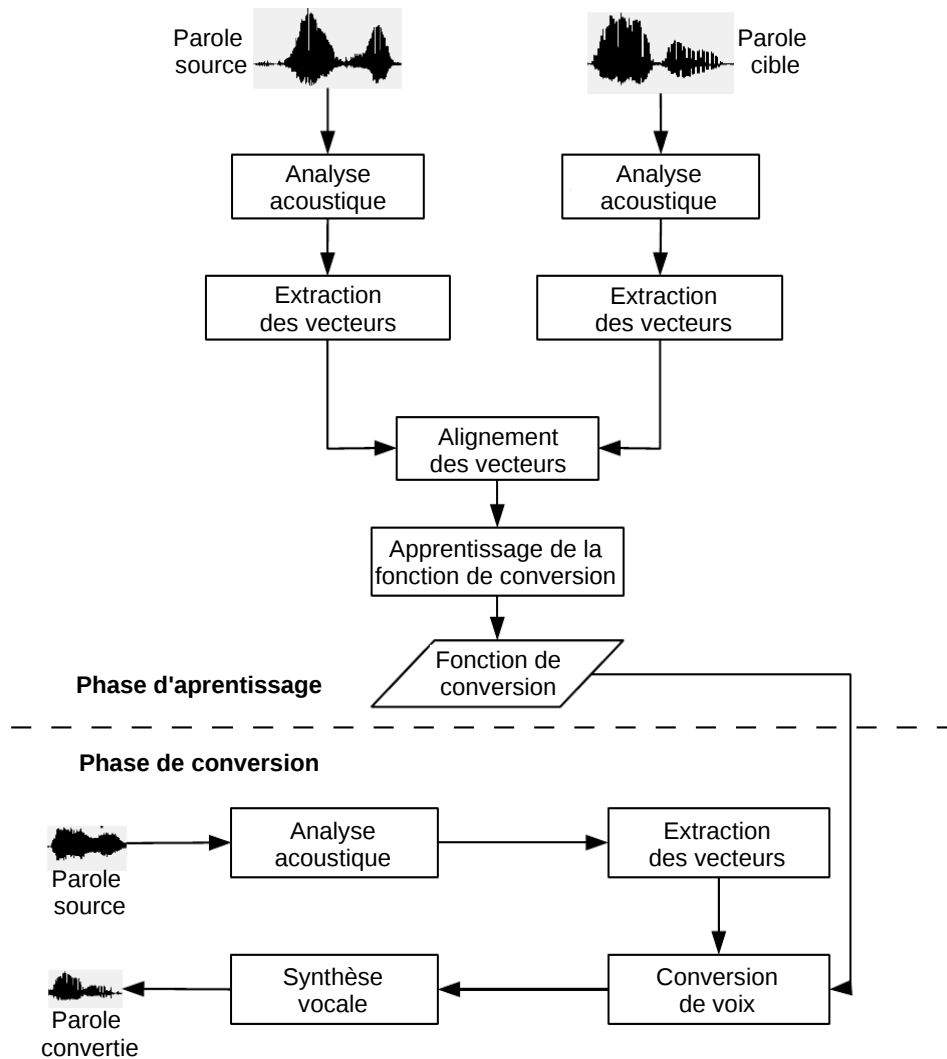 Parole
source
Parole
cible
Analyse
acoustique
Analyse
acoustique
Extraction
des vecteurs
Extraction
des vecteurs
Alignement
des vecteurs
Apprentissage de la
fonction de conversion
Fonction de
conversion
Phase d'aprentissage
Phase de conversion
Parole
source
Analyse
acoustique
Extraction
des vecteurs
Parole
convertie
Synthèse
vocale
Conversion
de voix